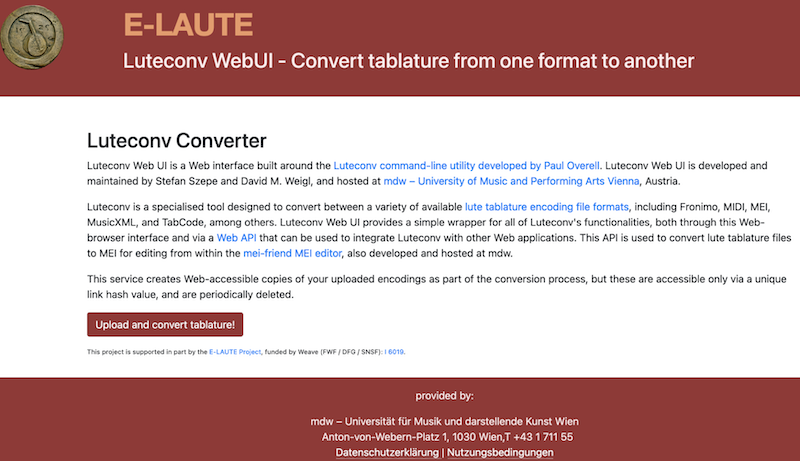 E-LAUTE
Luteconv WebUI - Convert tablature from one format to another
Luteconv Converter
Luteconv Web UI is a Web interface built around the Luteconv command-line utility developed by Paul Overell. Luteconv Web UI is developed and
maintained by Stefan Szepe and David M. Weigl, and hosted at mdw – University of Music and Performing Arts Vienna, Austria.
Luteconv is a specialised tool designed to convert between a variety of available lute tablature encoding file formats, including Fronimo, MIDI, MEI,
MusicXML, and TabCode, among others. Luteconv Web UI provides a simple wrapper for all of Luteconv's functionalities, both through this Web-
browser interface and via a Web API that can be used to integrate Luteconv with other Web applications. This API is used to convert lute tablature files
to MEI for editing from within the mei-friend MEI editor, also developed and hosted at mdw.
This service creates Web-accessible copies of your uploaded encodings as part of the conversion process, but these are accessible only via a unique
link hash value, and are periodically deleted.
Upload and convert tablature!
This project is supported in part by the E-LAUTE Project, funded by Weave (FWF / DFG / SNSF): I 6019.
provided by:
mdw – Universität für Musik und darstellende Kunst Wien
Anton-von-Webern-Platz 1, 1030 Wien,T +43 1 711 55
Datenschutzerklärung | Nutzungsbedingungen